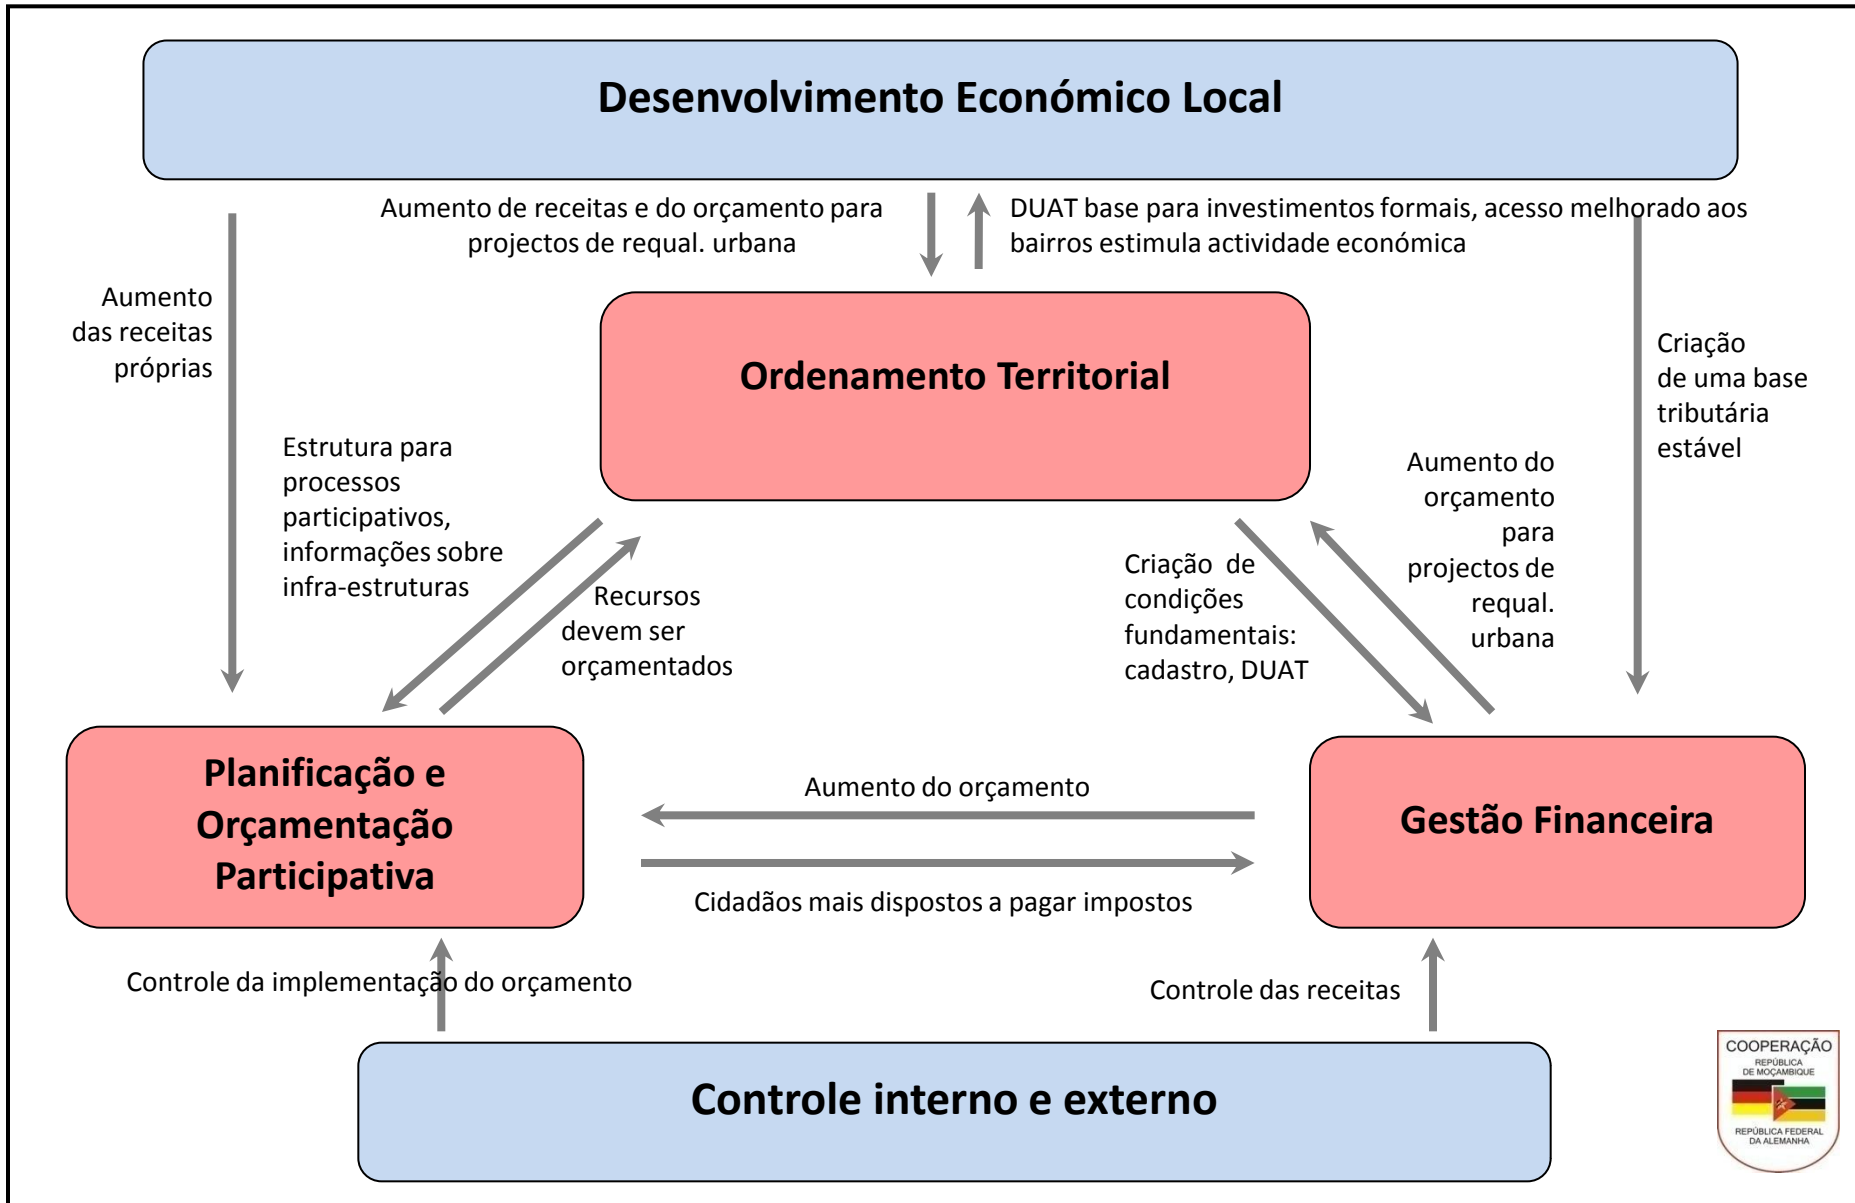 Desenvolvimento Económico Local
Aumento de receitas e do orçamento para
projectos de requal. urbana
DUAT base para investimentos formais, acesso melhorado aos
bairros estimula actividade económica
Aumento
das receitas
próprias
Ordenamento Territorial
Criação
de uma base
tributária
estável
Estrutura para
processos
participativos,
informações sobre
infra-estruturas
Recursos
devem ser
orçamentados
Criação de
condições
fundamentais:
cadastro, DUAT
Aumento do
orçamento
para
projectos de
requal.
urbana
Planificação e
Orçamentação
Participativa
Aumento do orçamento
Cidadãos mais dispostos a pagar impostos
Gestão Financeira
Controle da implementação do orçamento
Controle das receitas
Controle interno e externo
COOPERAÇÃO
REPÚBLICA
DE MOÇAMBIQUE
REPÚBLICA FEDERAL
DA ALEMANHA